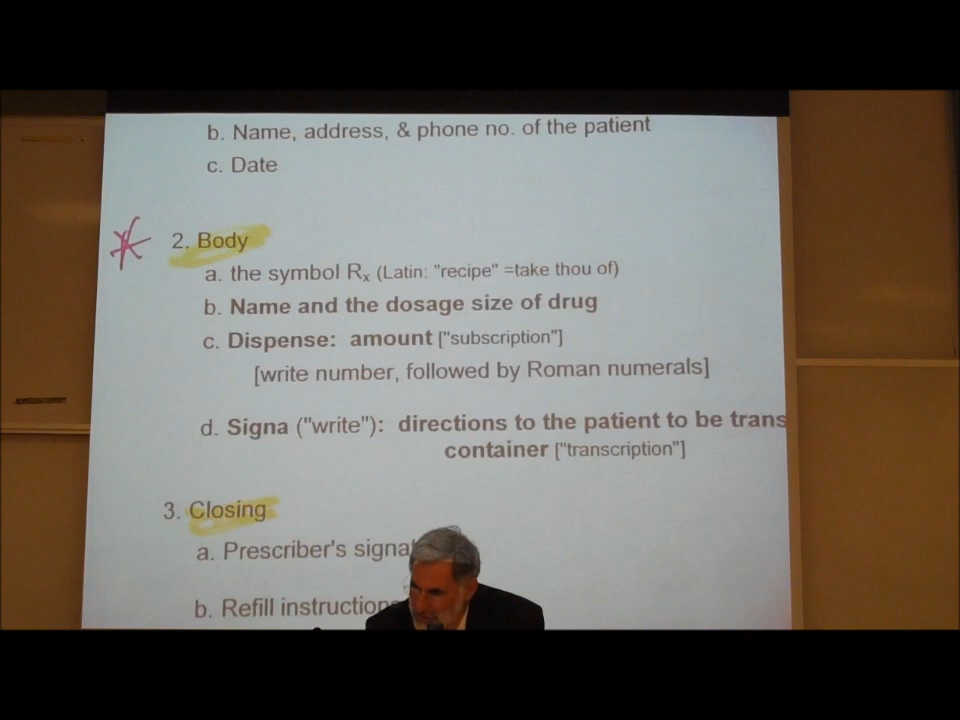 b. Name, address, & phone no. of the patient
c. Date
2. Body
a. the symbol Rx (Latin: "recipe" =take thou of)
b. Name and the dosage size of drug
c. Dispense: amount ["subscription"]
[write number, followed by Roman numerals]
d. Signa ("write"): directions to the patient to be trans
container ["transcription"]
3. Closing
a. Prescriber's signa
b. Refill instructions